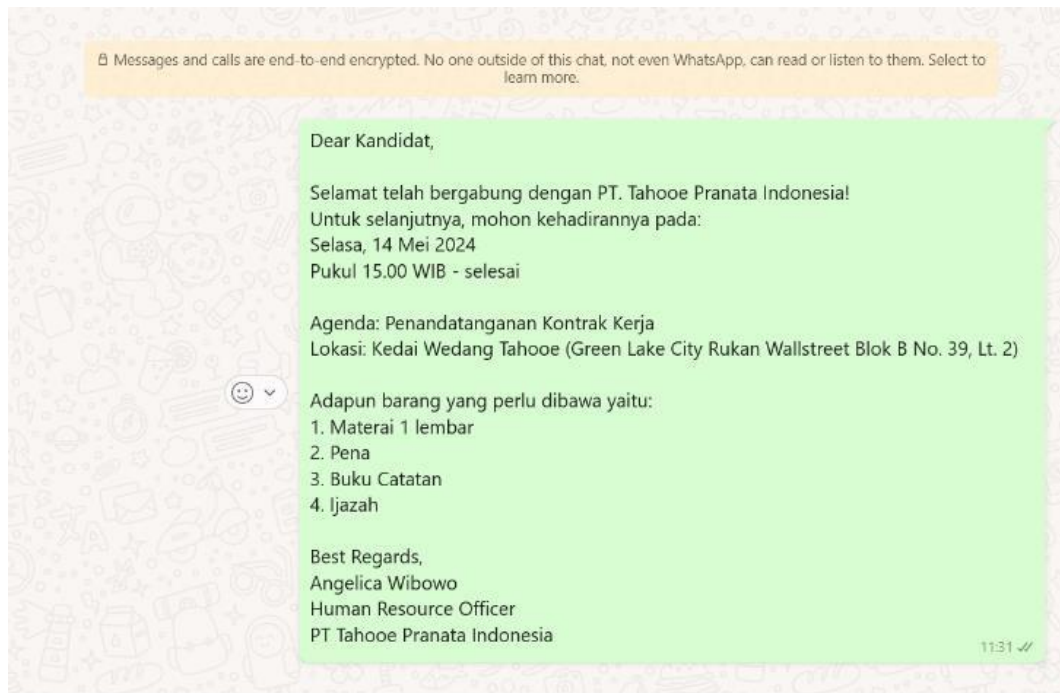 Messages and calls are end-to-end encrypted. No one outside of this chat, not even WhatsApp, can read or listen to them. Select to
learn more.
Dear Kandidat,
Selamat telah bergabung dengan PT. Tahooe Pranata Indonesia!
Untuk selanjutnya, mohon kehadirannya pada:
Selasa, 14 Mei 2024
Pukul 15.00 WIB - selesai
Agenda: Penandatanganan Kontrak Kerja
Lokasi: Kedai Wedang Tahooe (Green Lake City Rukan Wallstreet Blok B No. 39, Lt. 2)
Adapun barang yang perlu dibawa yaitu:
1. Materai 1 lembar
2. Pena
3. Buku Catatan
4. Ijazah
Best Regards,
Angelica Wibowo
Human Resource Officer
PT Tahooe Pranata Indonesia
11:31